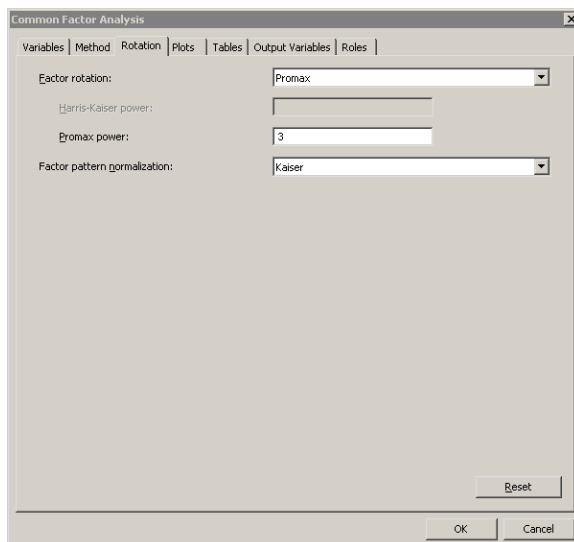 Common Factor Analysis
Variables Method Rotation Plots Tables Output Variables Roles
Factor rotation: Promax
Harris-Kaiser power:
Promax power: 3
Factor pattern normalization: Kaiser
Reset
OK Cancel